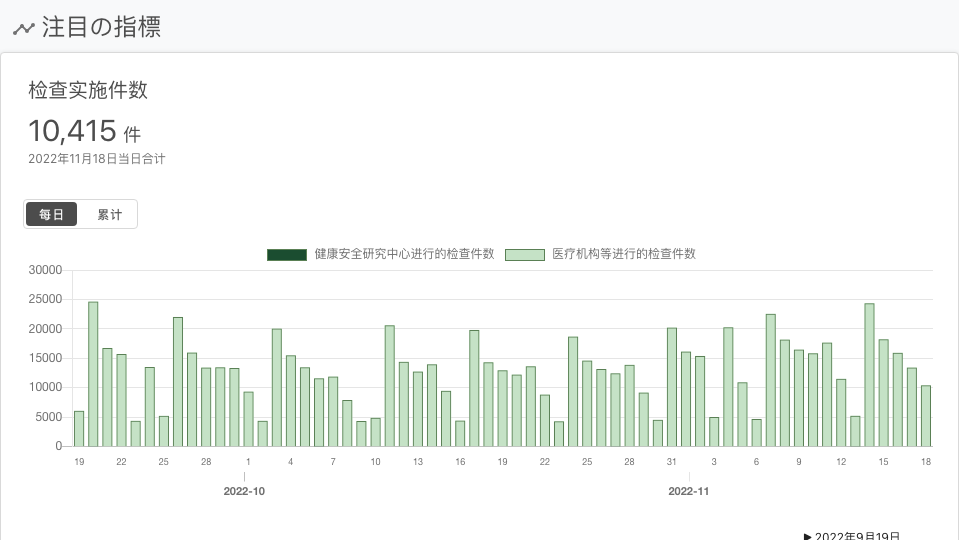 注目の指標
检查实施件数
10,415 件
2022年11月18日当日合计
每日 累计
健康安全研究中心进行的检查件数 医疗机构等进行的检查件数
30000
25000
20000
15000
10000
5000
0
19 22 25 28 1 4 7 10 13 16 19 22 25 28 31 3 6 9 12 15 18
2022-10 2022-11
▶ 2022年9月19日